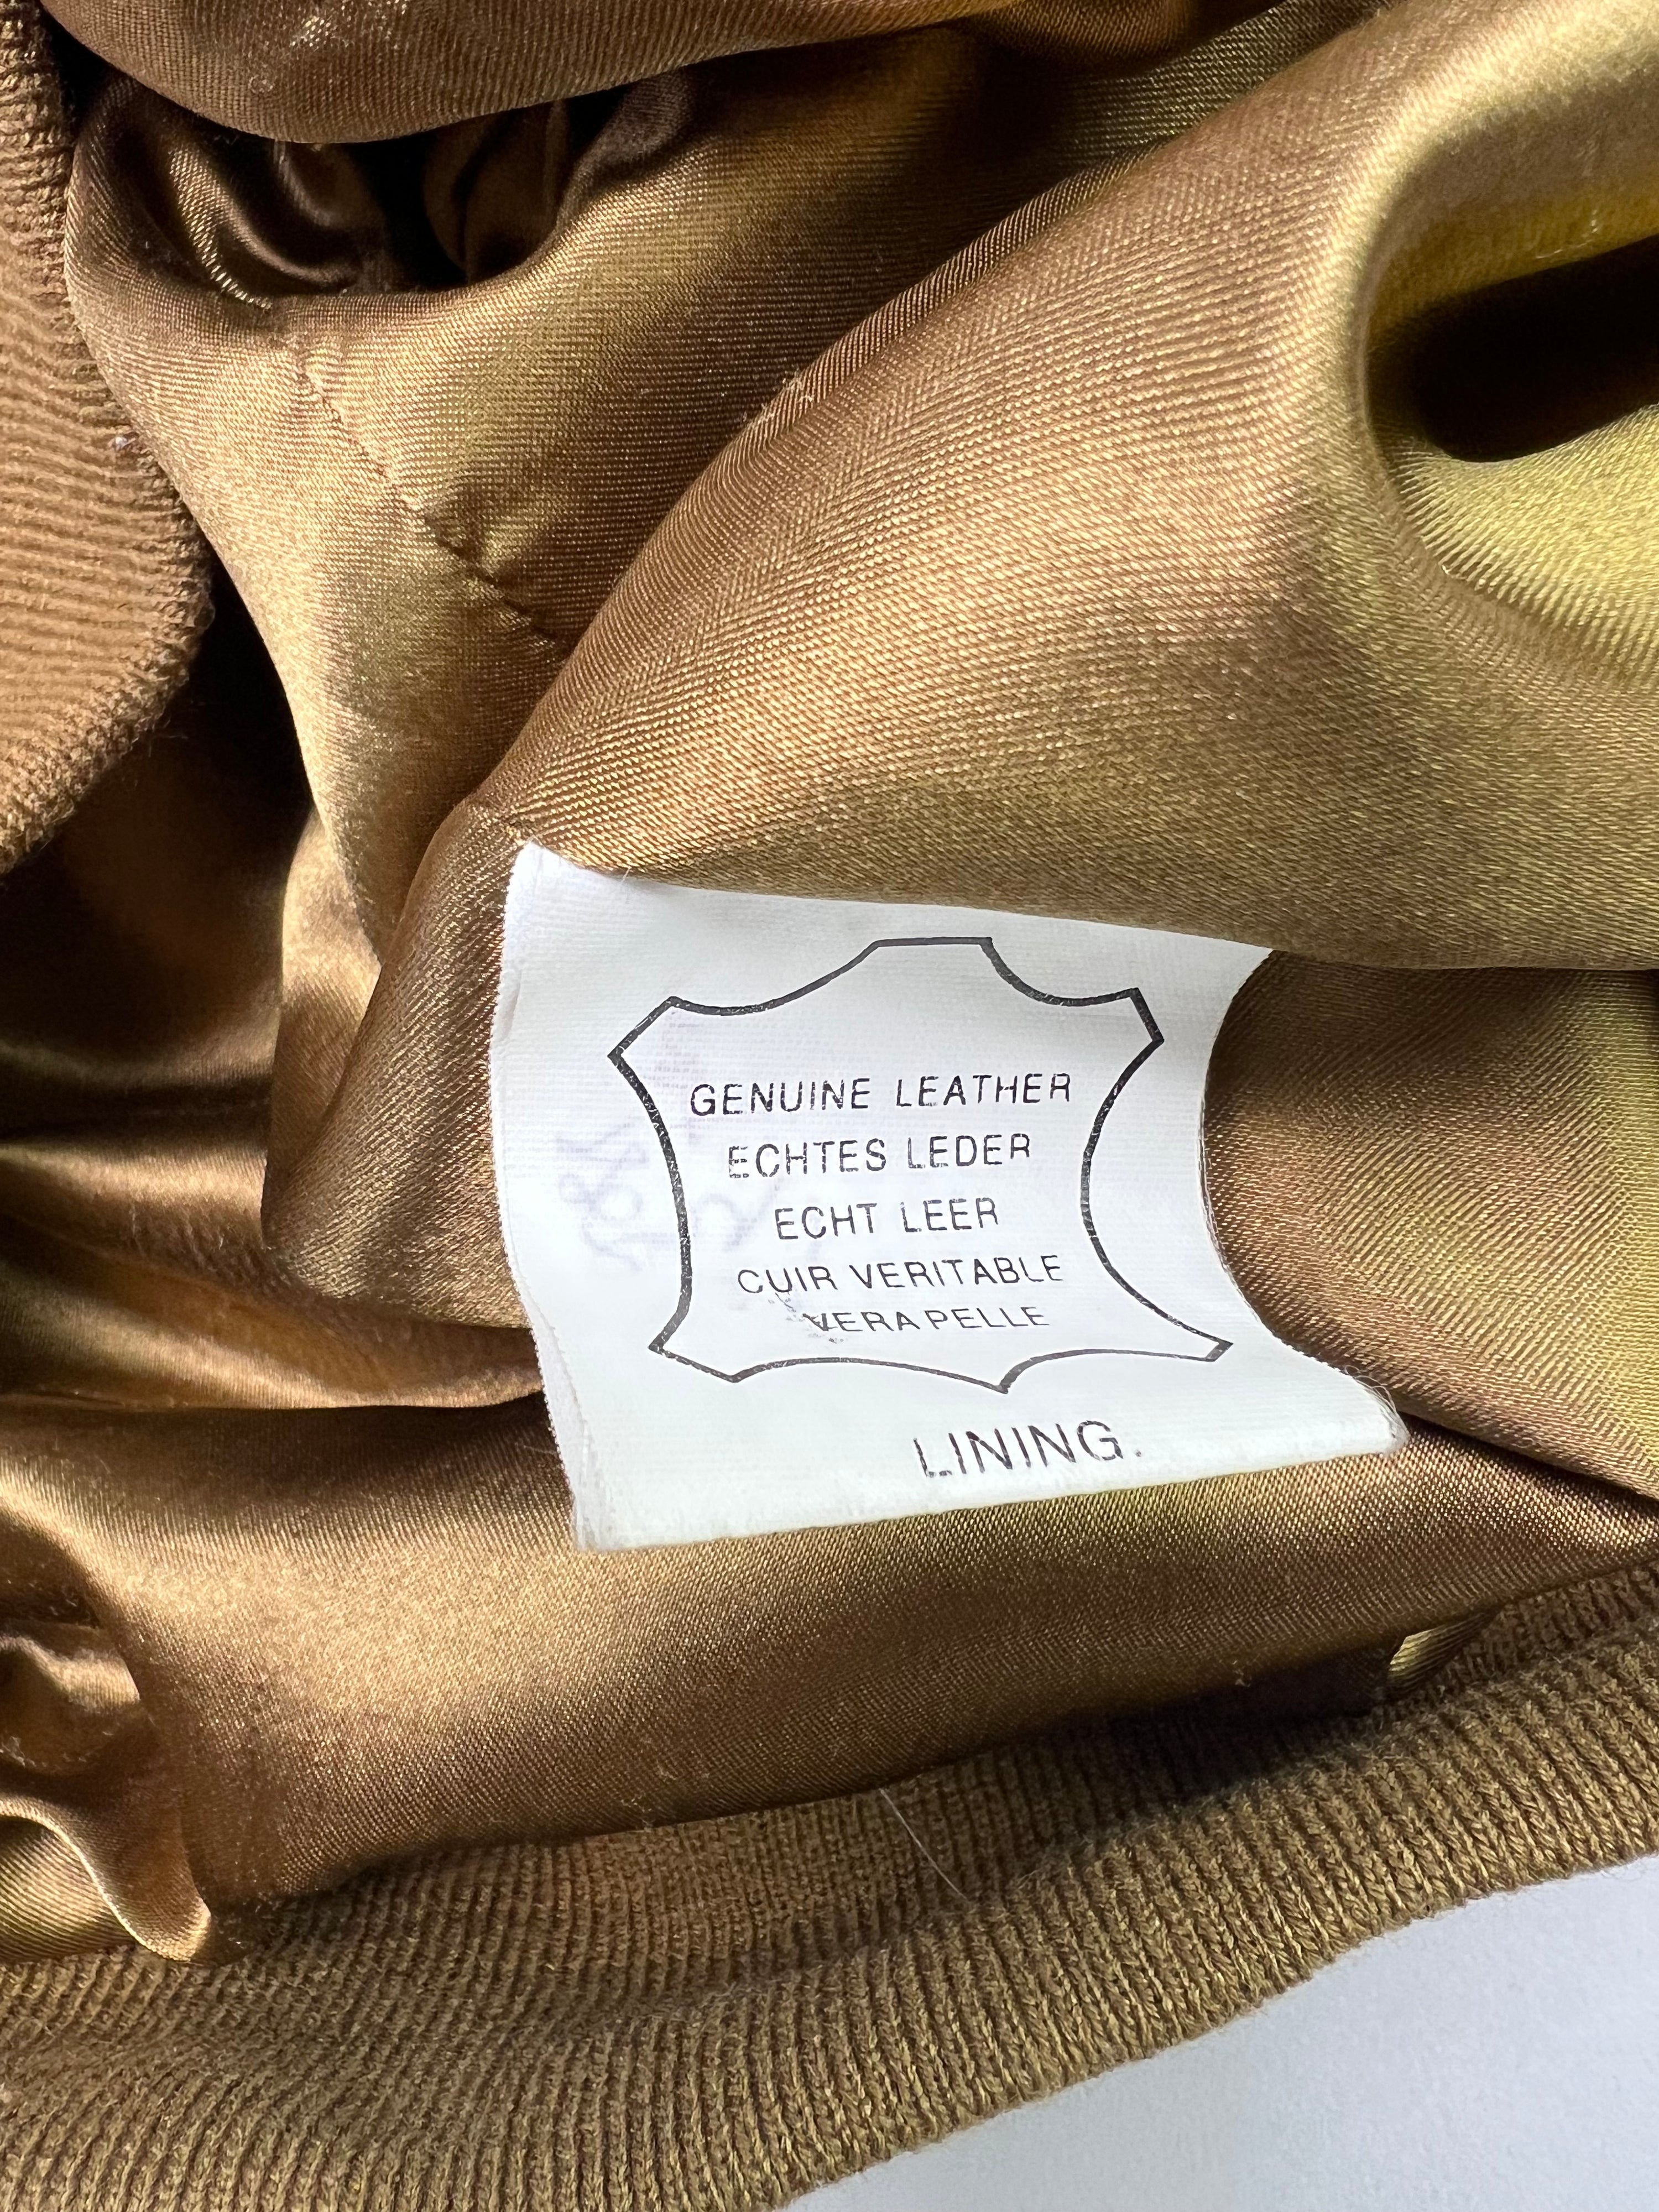 GENUINE LEATHER
ECHTES LEDER
ECHT LEER
CUIR VERITABLE
VERA PELLE
LINING.